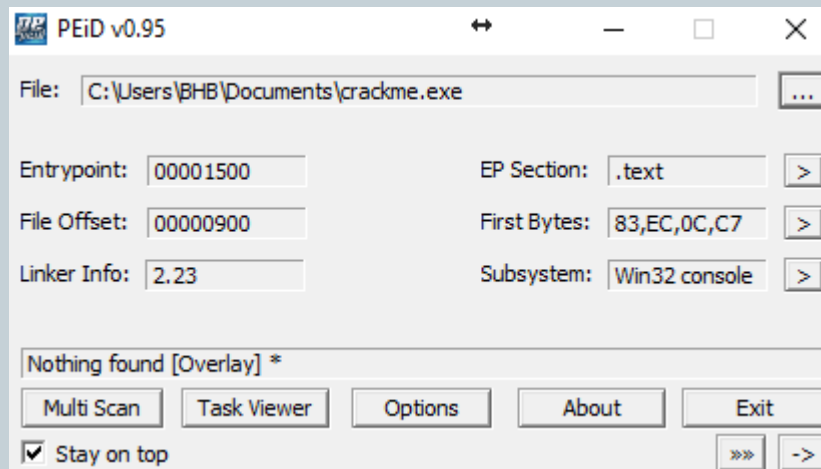 PEiD v0.95
File: C:\Users\BHB\Documents\crackme.exe ...
Entrypoint: 00001500 EP Section: .text >
File Offset: 00000900 First Bytes: 83,EC,0C,C7 >
Linker Info: 2.23 Subsystem: Win32 console >
Nothing found [Overlay] *
Multi Scan Task Viewer Options About Exit
Stay on top »» ->